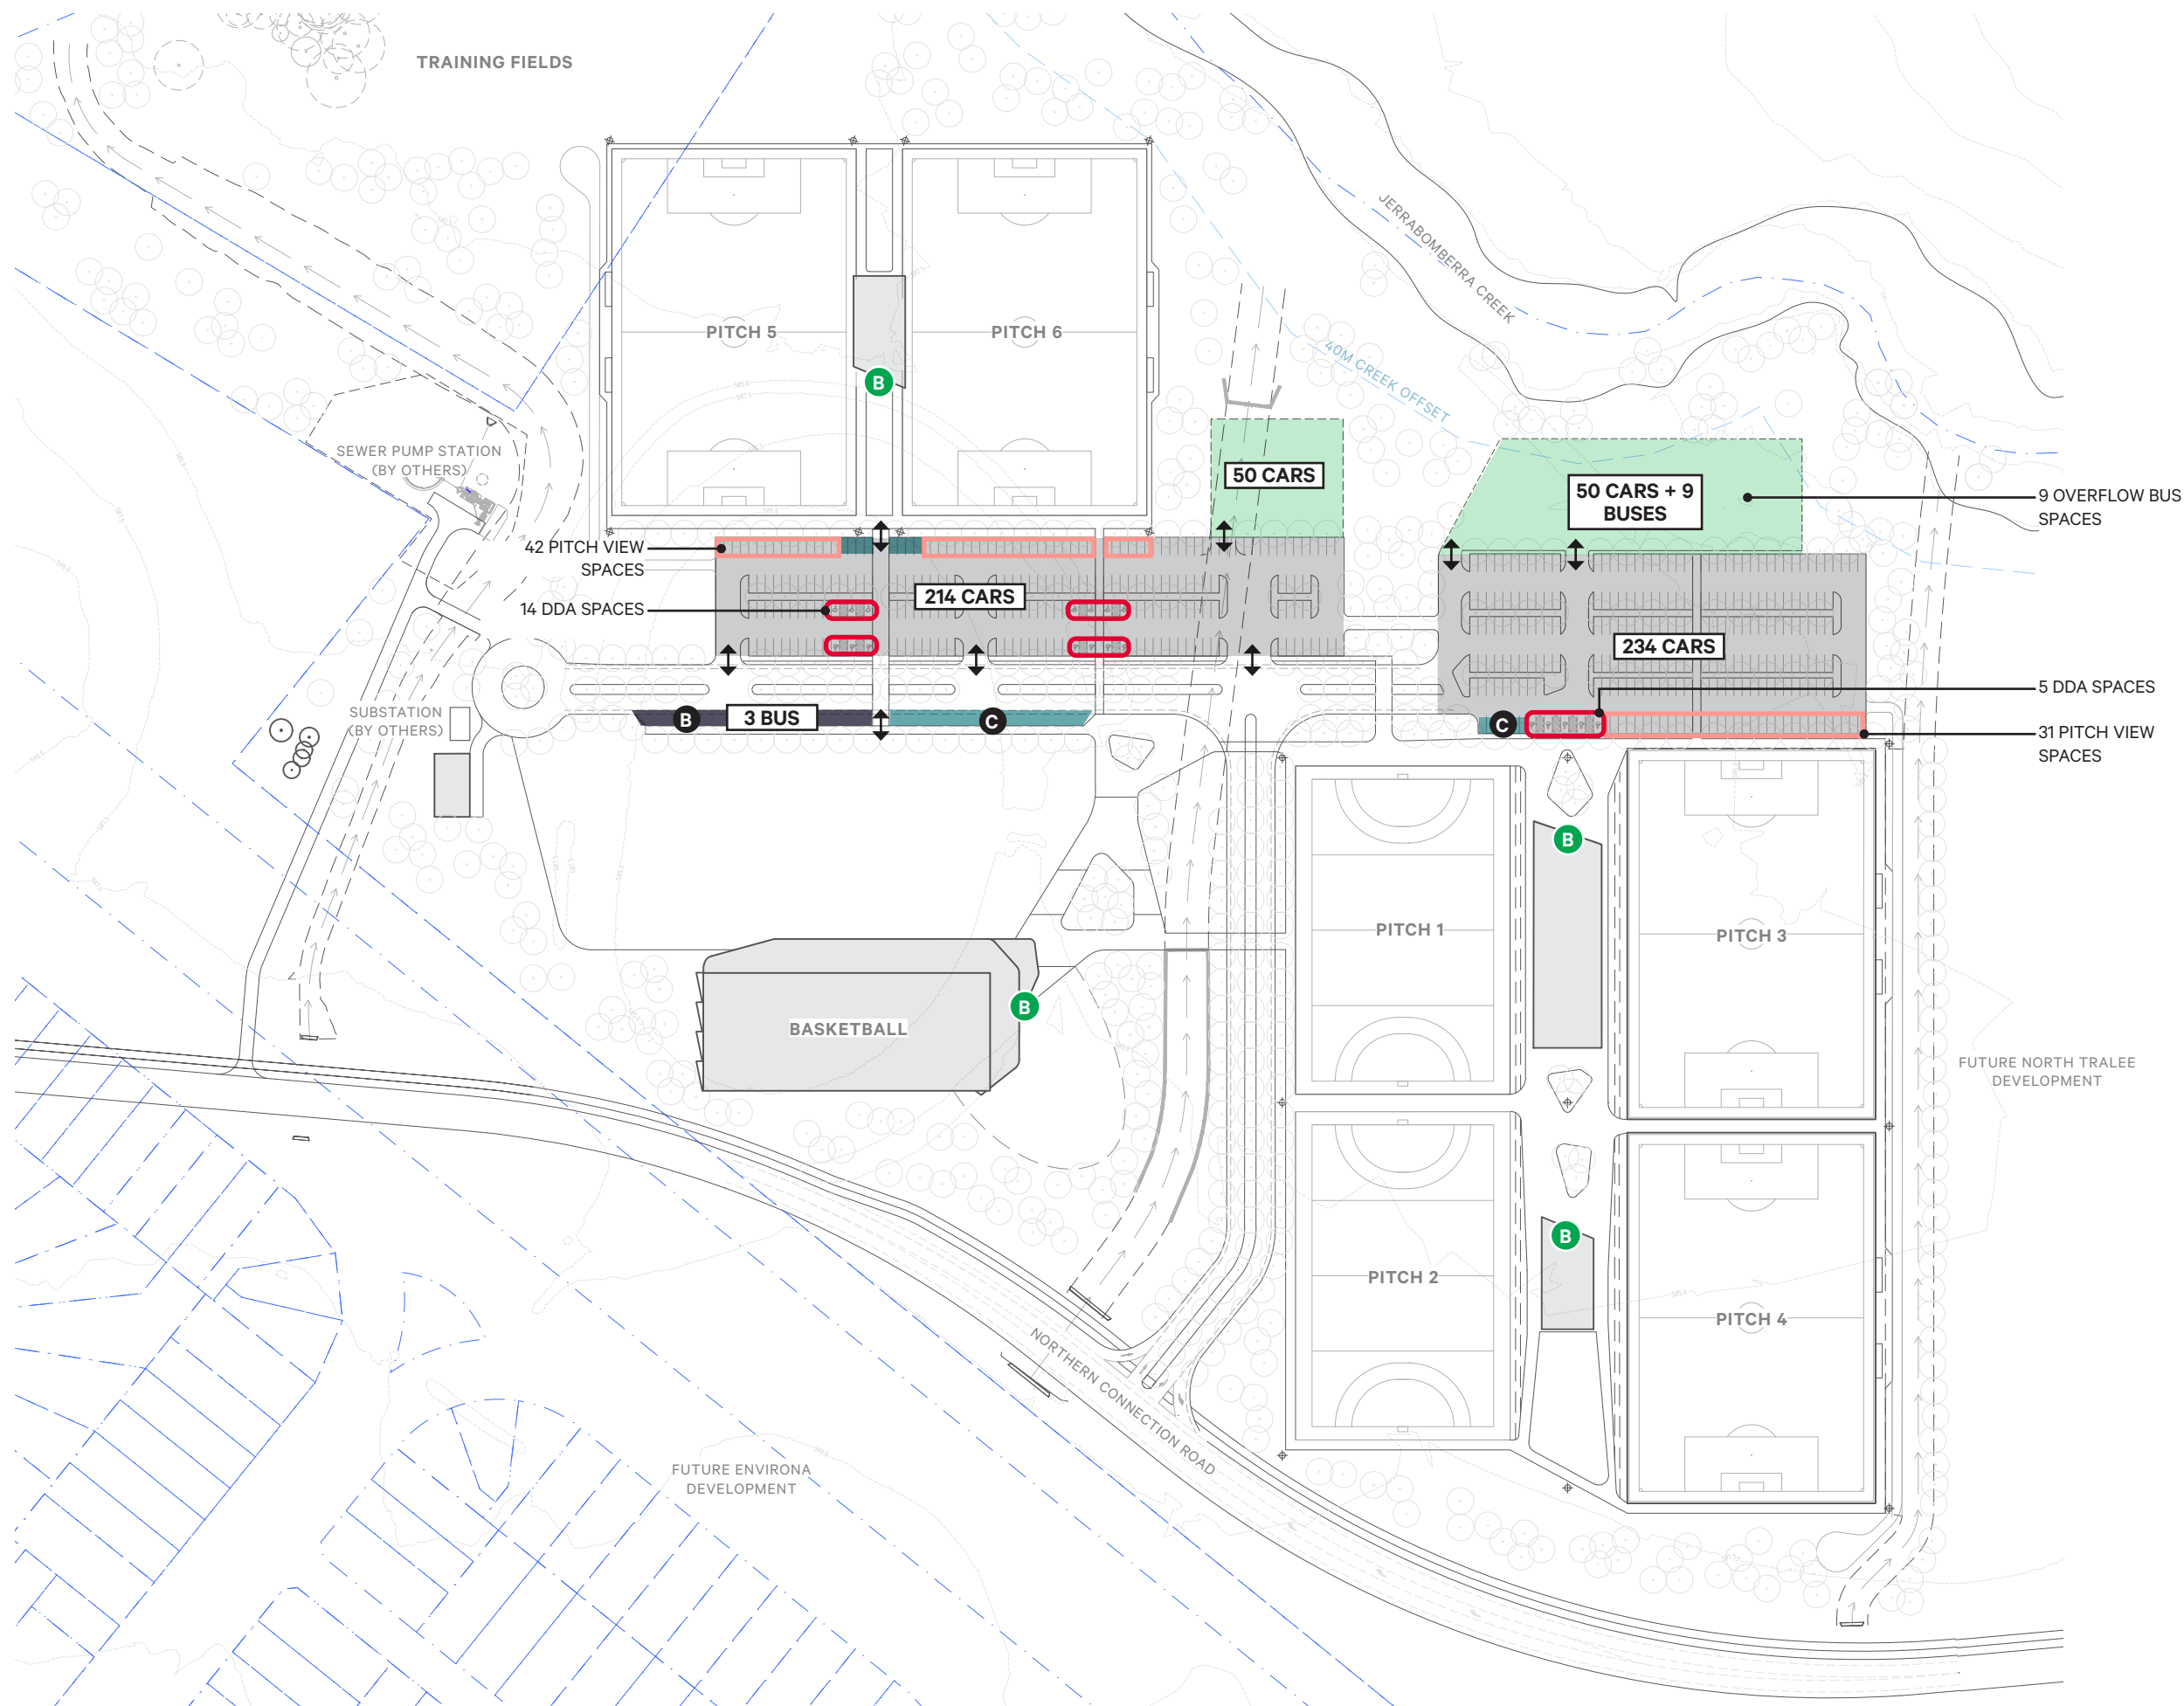 TRAINING FIELDS
JERRABOMBERRA CREEK
PITCH 5
PITCH 6
40M CREEK OFFSET
B
SEWER PUMP STATION
(BY OTHERS)
50 CARS
50 CARS + 9
BUSES
9 OVERFLOW BUS
SPACES
42 PITCH VIEW
SPACES
14 DDA SPACES
214 CARS
234 CARS
5 DDA SPACES
SUBSTATION
(BY OTHERS)
B
3 BUS
C
C
31 PITCH VIEW
SPACES
B
PITCH 1
PITCH 3
B
BASKETBALL
FUTURE NORTH TRALEE
DEVELOPMENT
B
PITCH 2
PITCH 4
NORTHERN CONNECTION ROAD
FUTURE ENVIRONA
DEVELOPMENT